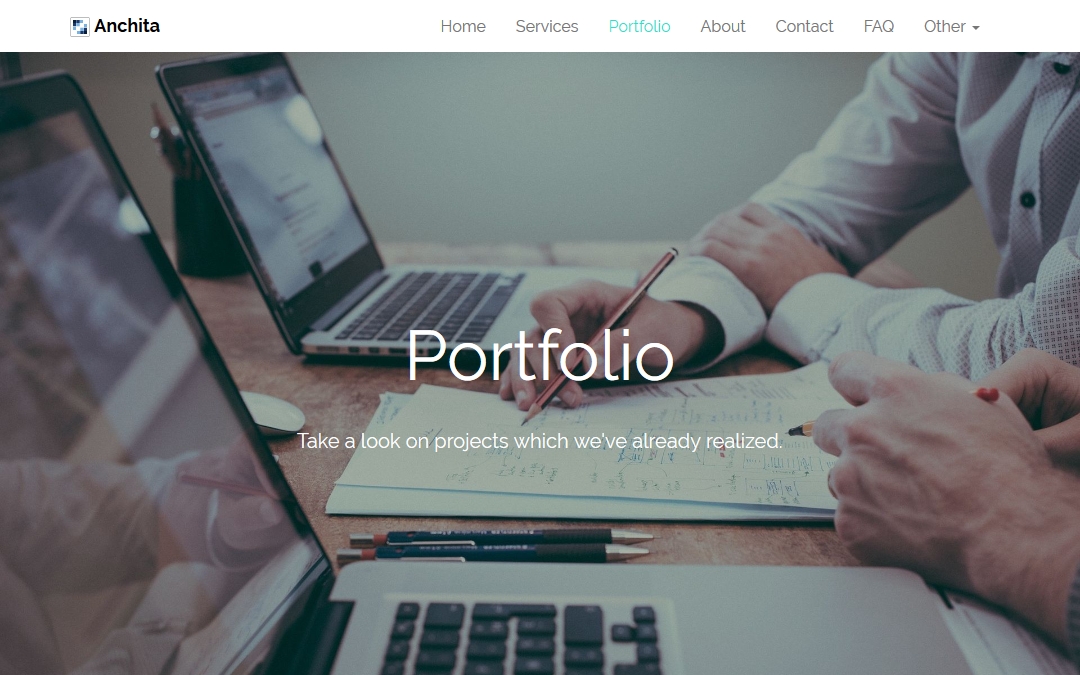 Anchita
Home Services Portfolio About Contact FAQ Other
Portfolio
Take a look on projects which we've already realized.